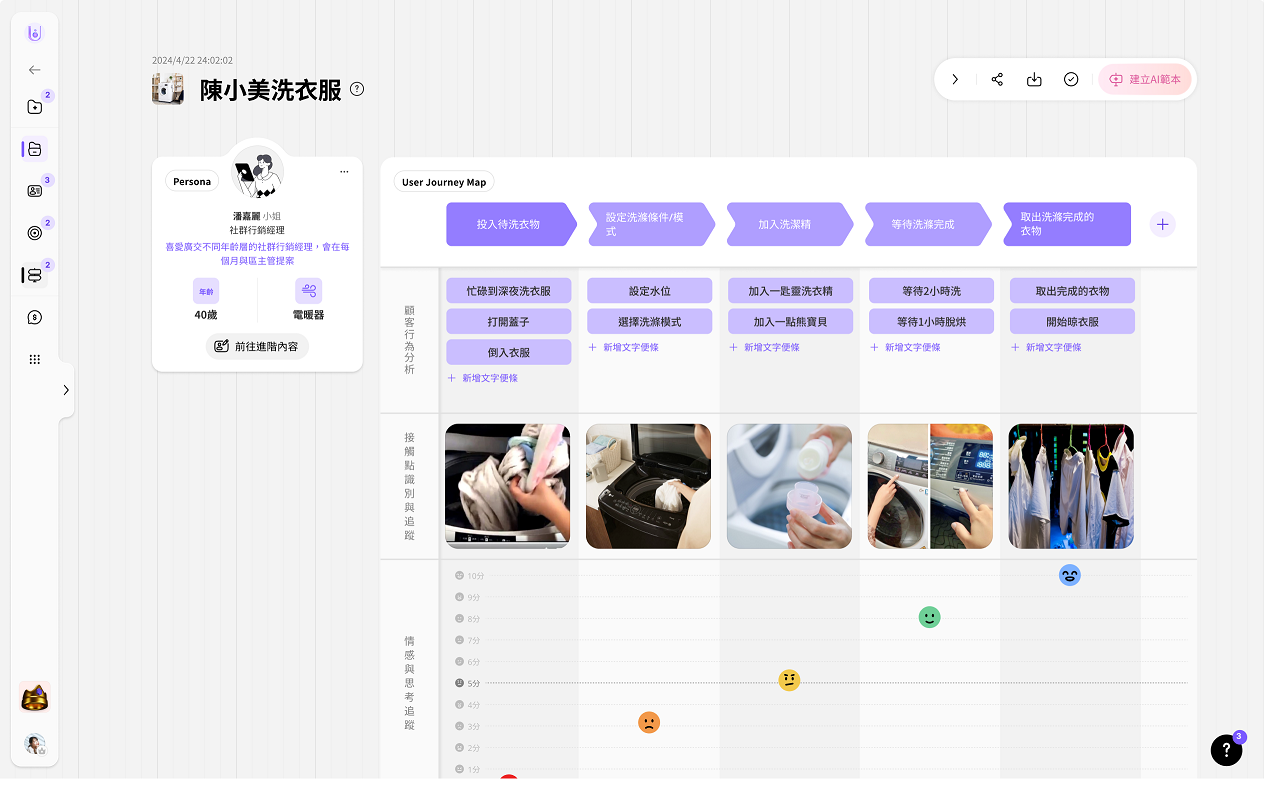 2024/4/22 24:02:02
陳小美洗衣服
?
建立AI範本
2
3
2
2
Persona
潘嘉麗 小姐
社群行銷經理
喜愛廣交不同年齡層的社群行銷經理，會在每
個月與區主管提案
年齡
40歲
電暖器
前往進階內容
User Journey Map
投入待洗衣物
設定洗滌條件/模
式
加入洗潔精
等待洗滌完成
取出洗滌完成的
衣物
顧客行為分析
忙碌到深夜洗衣服
打開蓋子
倒入衣服
新增文字便條
設定水位
選擇洗滌模式
新增文字便條
加入一匙靈洗衣精
加入一點熊寶貝
新增文字便條
等待2小時洗
等待1小時脫烘
新增文字便條
取出完成的衣物
開始晾衣服
新增文字便條
接觸點識別與追蹤
情感與思考追蹤
10分
9分
8分
7分
6分
5分
4分
3分
2分
1分
?
3